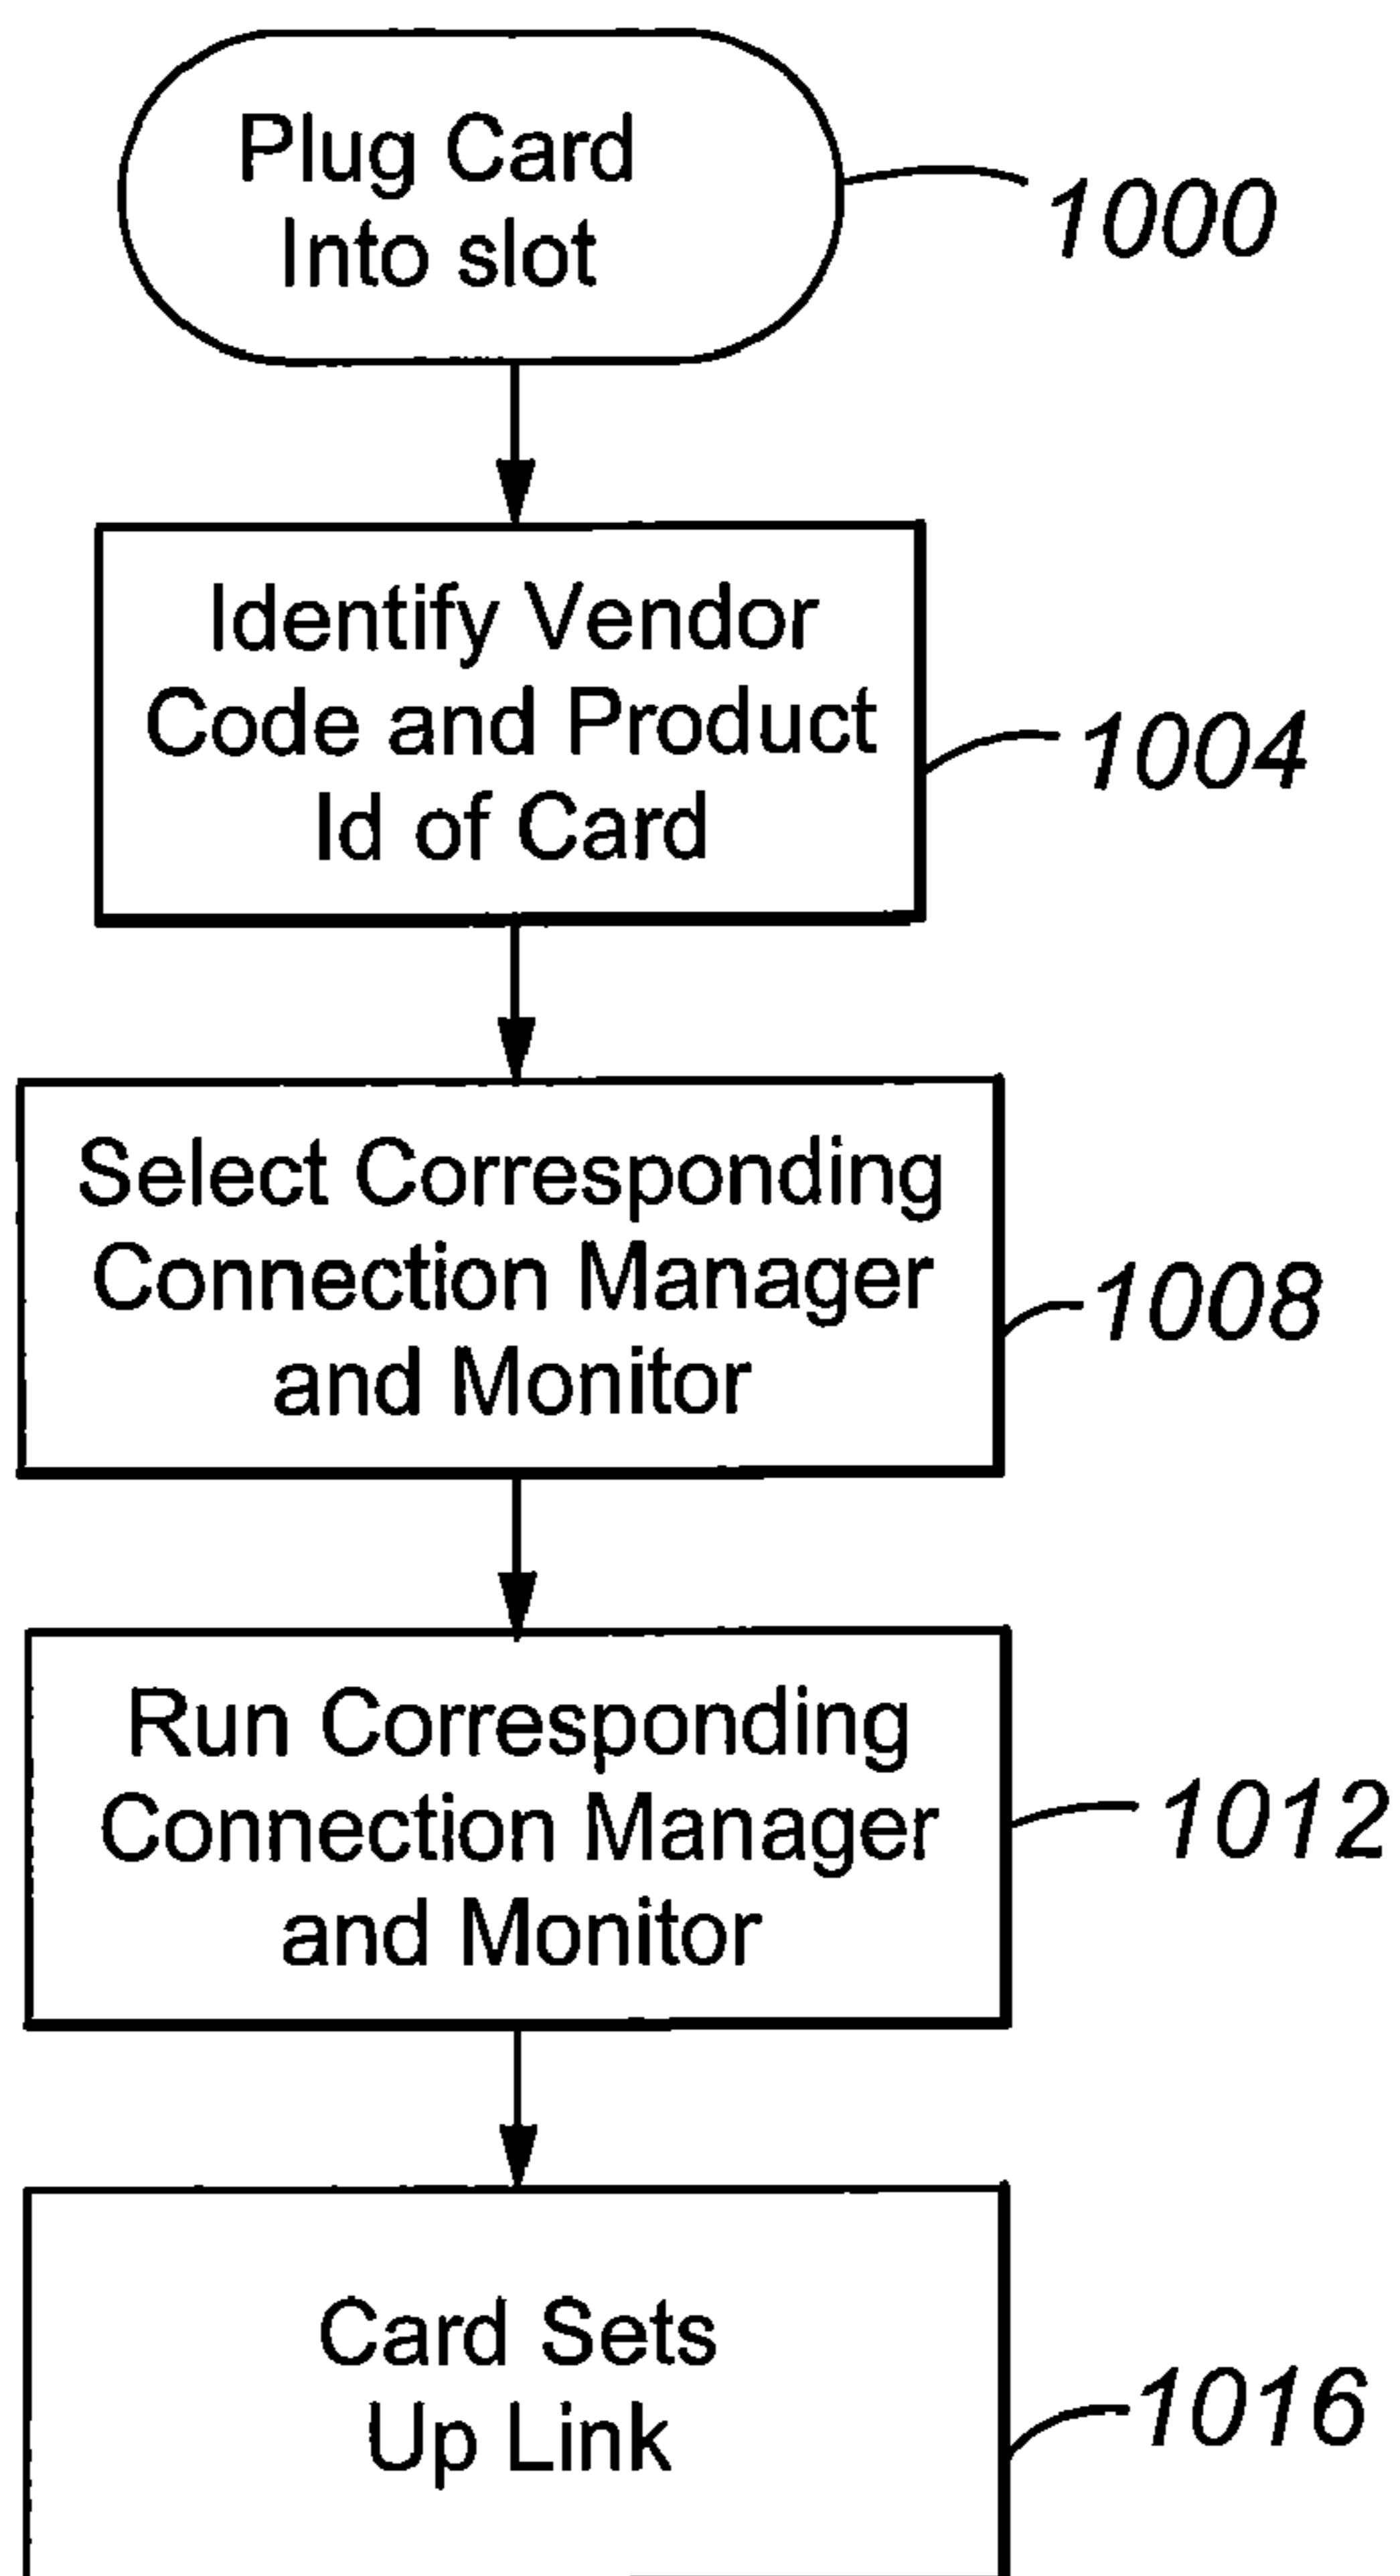 Plug Card
Into slot
1000
Identify Vendor
Code and Product
Id of Card
1004
Select Corresponding
Connection Manager
and Monitor
1008
Run Corresponding
Connection Manager
and Monitor
1012
Card Sets
Up Link
1016